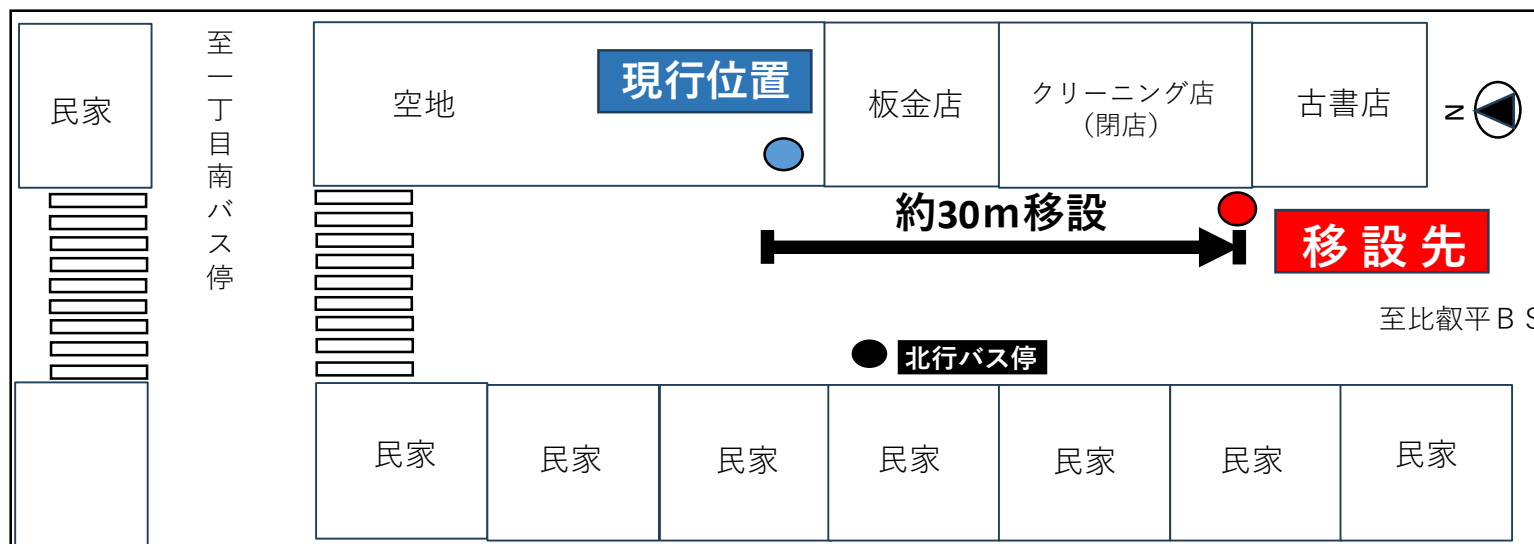 民家
至一丁目南バス停
空地
現行位置
板金店
クリーニング店
(閉店)
古書店
N
約30m移設
移設先
至比叡平BS
北行バス停
民家
民家
民家
民家
民家
民家
民家